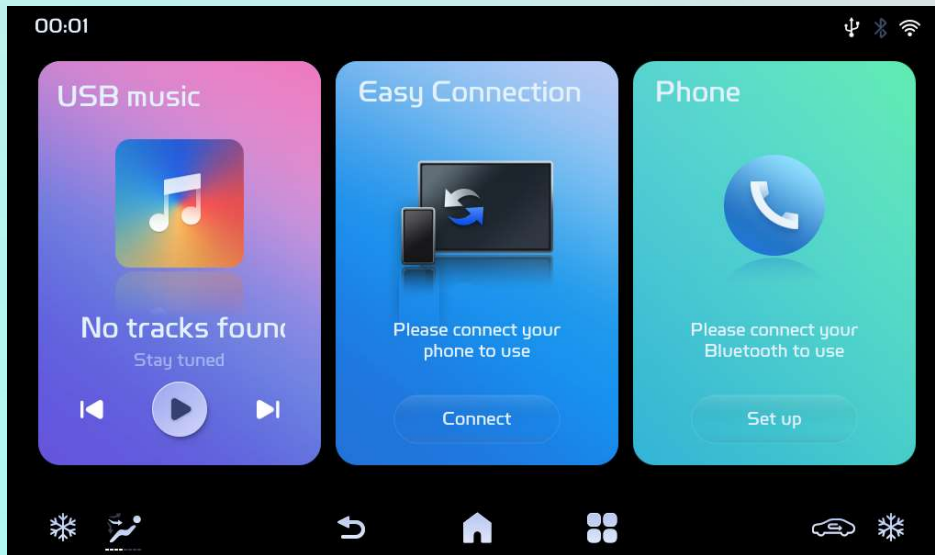 00:01
USB music
No tracks foun
Stay tuned
Easy Connection
Please connect your
phone to use
Connect
Phone
Please connect your
Bluetooth to use
Set up